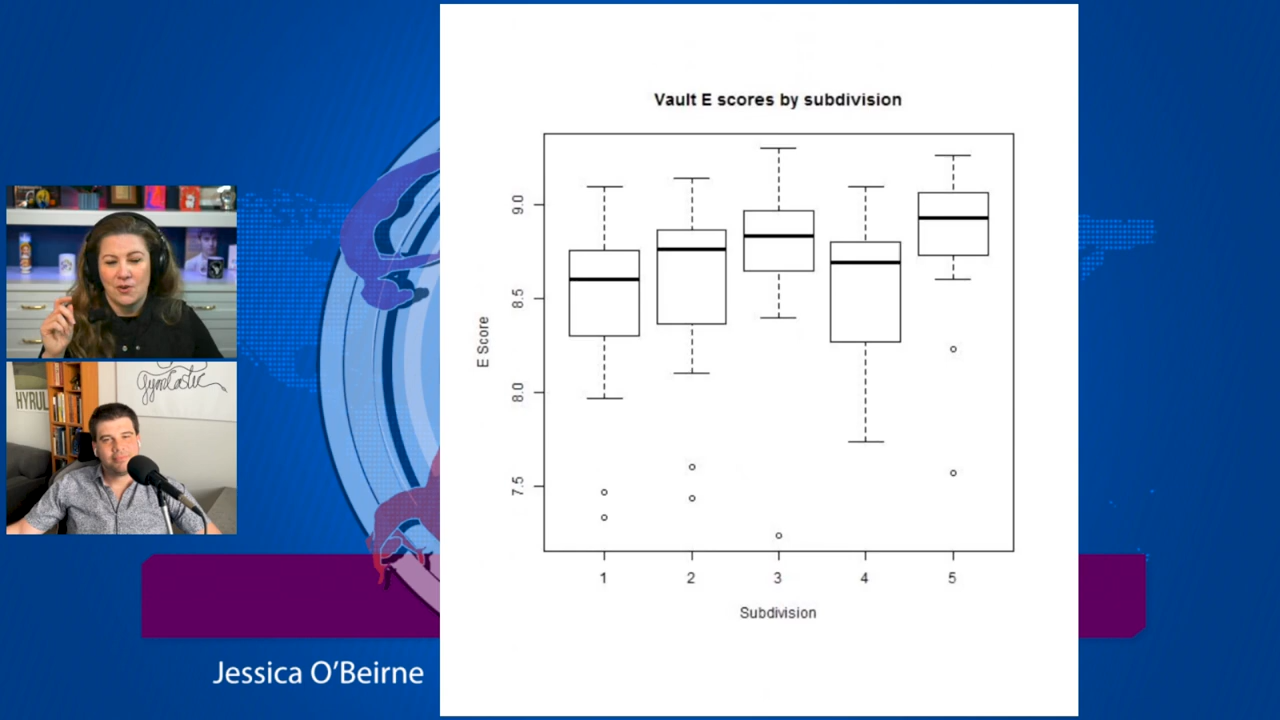 Vault E scores by subdivision
E Score
9.0
8.5
8.0
7.5
1 2 3 4 5
Subdivision
HYRUL
GymCastic
Jessica O'Beirne